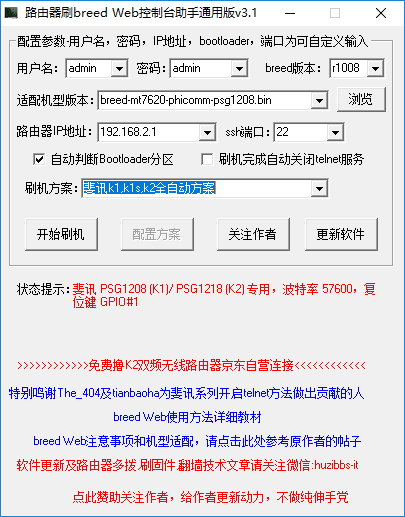 路由器刷breed Web控制台助手通用版v3.1
配置参数-用户名，密码，IP地址，bootloader，端口为可自定义输入
用户名： admin 密码： admin breed版本： r1008
适配机型版本： breed-mt7620-phicomm-psg1208.bin 浏览
路由器IP地址： 192.168.2.1 ssh端口： 22
自动判断Bootloader分区 刷机完成自动关闭telnet服务
刷机方案： 斐讯k1,k1s,k2全自动方案
开始刷机 配置方案 关注作者 更新软件
状态提示： 斐讯 PSG1208 (K1)/ PSG1218 (K2) 专用，波特率 57600，复
位键 GPIO#1
>>>>>>>>>>>>免费撸K2双频无线路由器京东自营连接<<<<<<<<<<<<
特别鸣谢The_404及tianbaoha为斐讯系列开启telnet方法做出贡献的人
breed Web使用方法详细教材
breed Web注意事项和机型适配，请点击此处参考原作者的帖子
软件更新及路由器多拨.刷固件.翻墙技术文章请关注微信:huzibbs-it
点此赞助关注作者，给作者更新动力，不做纯伸手党